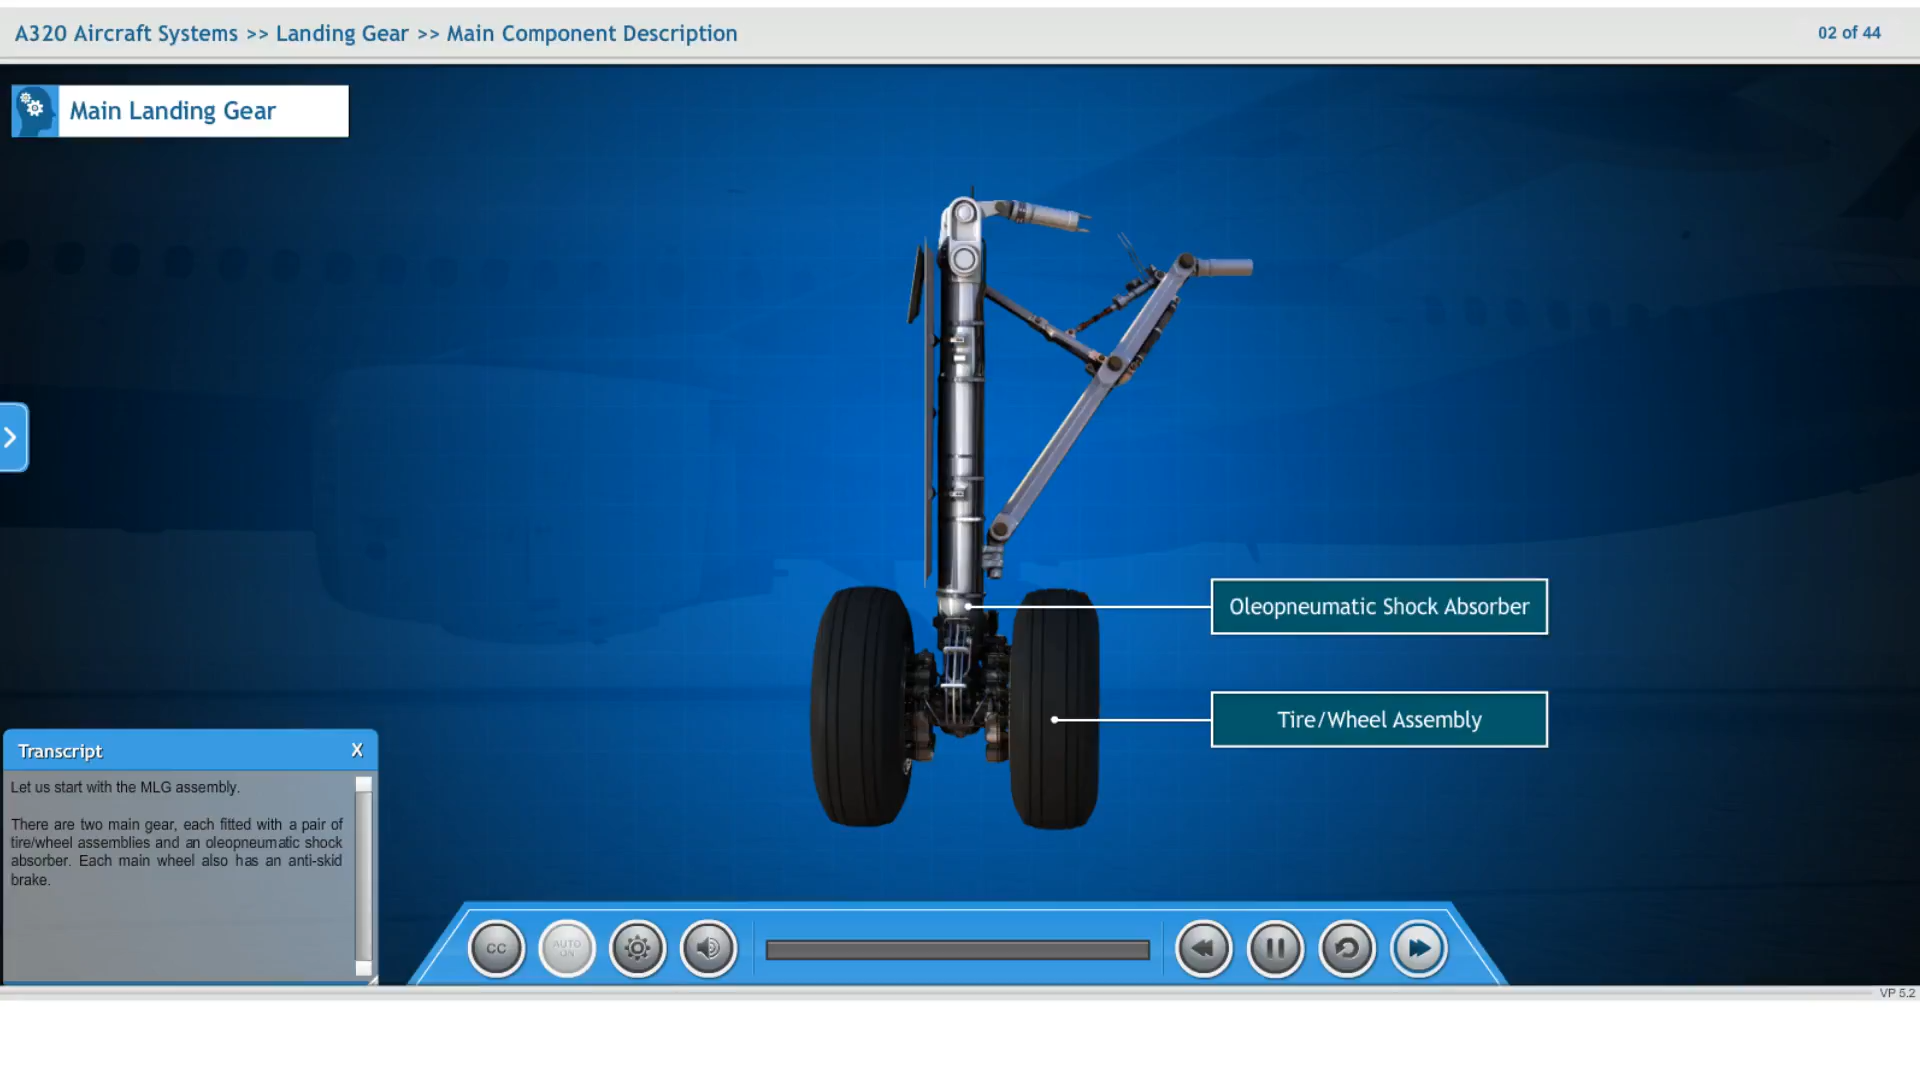 A320 Aircraft Systems >> Landing Gear >> Main Component Description
02 of 44
Main Landing Gear
Oleopneumatic Shock Absorber
Tire/Wheel Assembly
Transcript
X
Let us start with the MLG assembly.
There are two main gear, each fitted with a pair of
tire/wheel assemblies and an oleopneumatic shock
absorber. Each main wheel also has an anti-skid
brake.
CC
AUTO
ON
VP 5.2